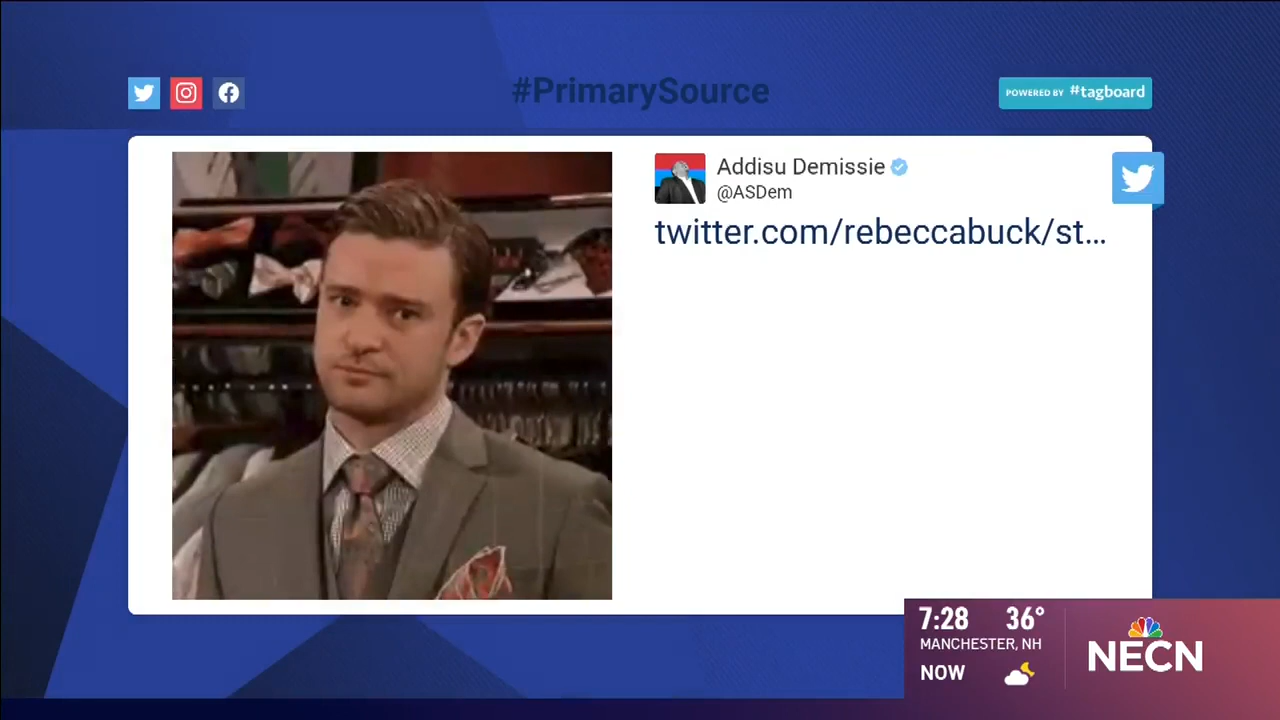 #PrimarySource
POWERED BY #tagboard
Addisu Demissie
@ASDem
twitter.com/rebeccabuck/st...
7:28 36°
MANCHESTER, NH
NOW
NECN